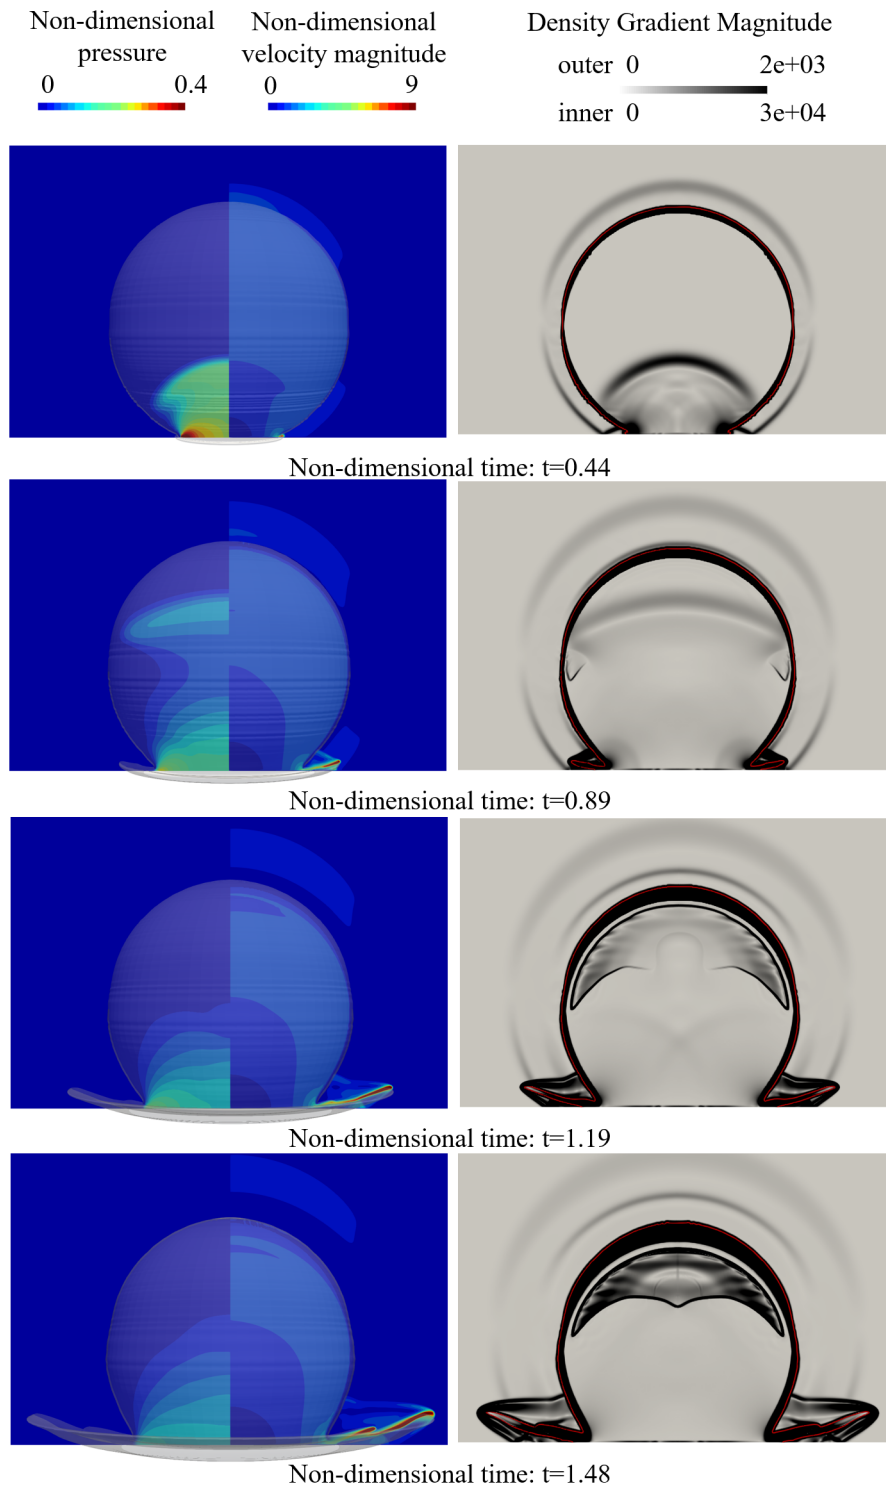 Non-dimensional
pressure
0 0.4
Non-dimensional
velocity magnitude
0 9
Density Gradient Magnitude
outer 0 2e+03
inner 0 3e+04
Non-dimensional time: t=0.44
Non-dimensional time: t=0.89
Non-dimensional time: t=1.19
Non-dimensional time: t=1.48